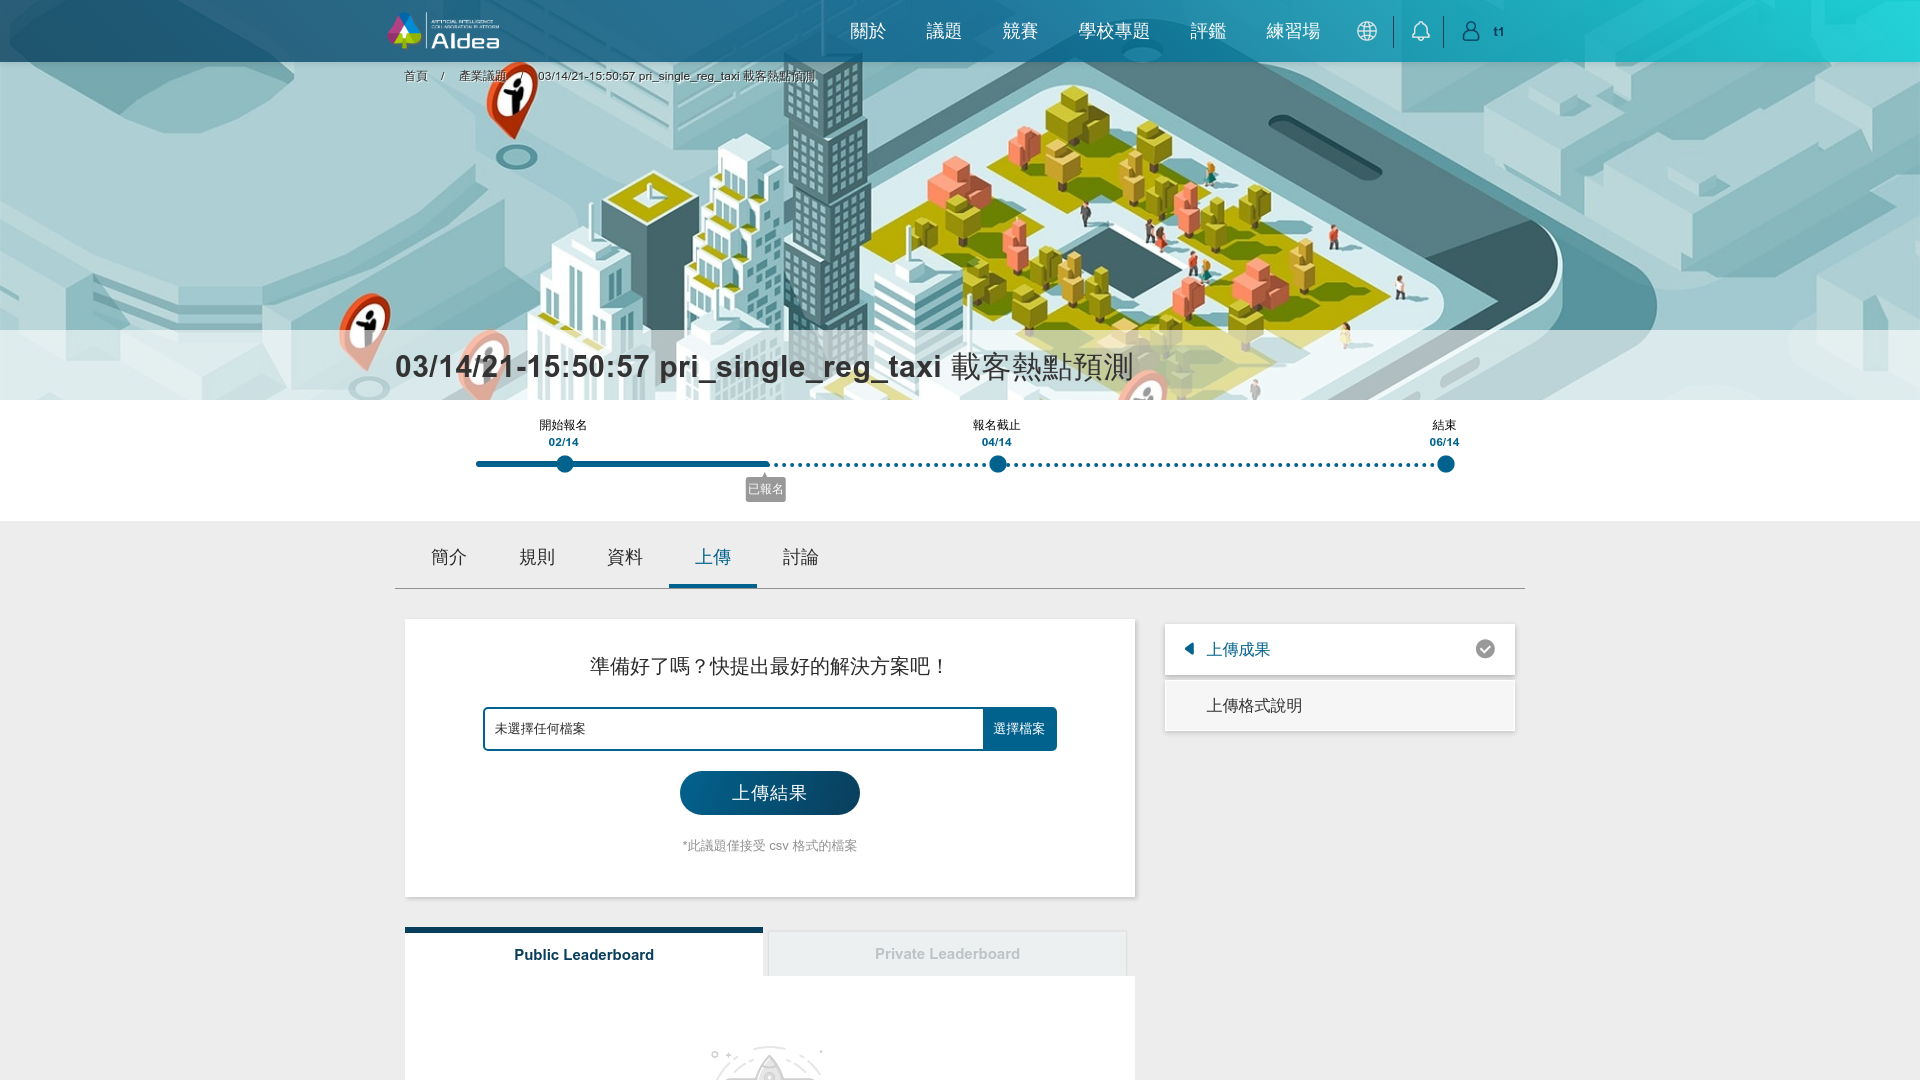 ARTIFICIAL INTELLIGENCE
COLLABORATION PLATFORM
AIdea
關於
議題
競賽
學校專題
評鑑
練習場
t1
首頁 / 產業議題 / 03/14/21-15:50:57 pri_single_reg_taxi 載客熱點預測
03/14/21-15:50:57 pri_single_reg_taxi 載客熱點預測
開始報名
02/14
報名截止
04/14
結束
06/14
已報名
簡介
規則
資料
上傳
討論
準備好了嗎？快提出最好的解決方案吧！
未選擇任何檔案
選擇檔案
上傳結果
*此議題僅接受 csv 格式的檔案
上傳成果
上傳格式說明
Public Leaderboard
Private Leaderboard